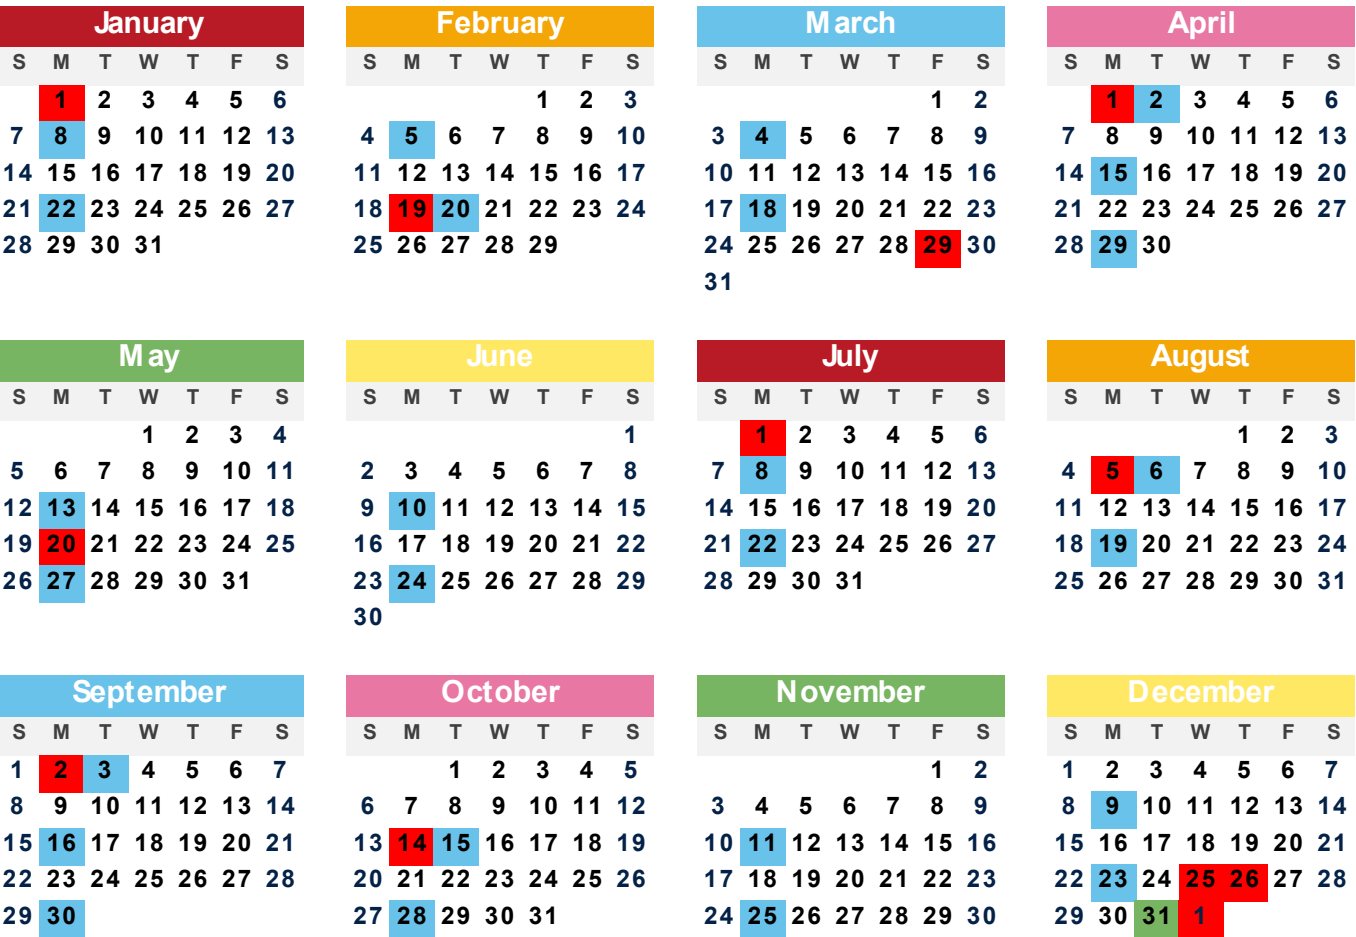 January February March April
S M T W T F S S M T W T F S S M T W T F S S M T W T F S
1 2 3 4 5 6 1 2 3 1 2 1 2 3 4 5 6
7 8 9 10 11 12 13 4 5 6 7 8 9 10 3 4 5 6 7 8 9 7 8 9 10 11 12 13
14 15 16 17 18 19 20 11 12 13 14 15 16 17 10 11 12 13 14 15 16 14 15 16 17 18 19 20
21 22 23 24 25 26 27 18 19 20 21 22 23 24 17 18 19 20 21 22 23 21 22 23 24 25 26 27
28 29 30 31 25 26 27 28 29 24 25 26 27 28 29 30 28 29 30
31
May June July August
S M T W T F S S M T W T F S S M T W T F S S M T W T F S
1 2 3 4 1 1 2 3 4 5 6 1 2 3
5 6 7 8 9 10 11 2 3 4 5 6 7 8 7 8 9 10 11 12 13 4 5 6 7 8 9 10
12 13 14 15 16 17 18 9 10 11 12 13 14 15 14 15 16 17 18 19 20 11 12 13 14 15 16 17
19 20 21 22 23 24 25 16 17 18 19 20 21 22 21 22 23 24 25 26 27 18 19 20 21 22 23 24
26 27 28 29 30 31 23 24 25 26 27 28 29 28 29 30 31 25 26 27 28 29 30 31
30
September October November December
S M T W T F S S M T W T F S S M T W T F S S M T W T F S
1 2 3 4 5 6 7 1 2 3 4 5 1 2 1 2 3 4 5 6 7
8 9 10 11 12 13 14 6 7 8 9 10 11 12 3 4 5 6 7 8 9 8 9 10 11 12 13 14
15 16 17 18 19 20 21 13 14 15 16 17 18 19 10 11 12 13 14 15 16 15 16 17 18 19 20 21
22 23 24 25 26 27 28 20 21 22 23 24 25 26 17 18 19 20 21 22 23 22 23 24 25 26 27 28
29 30 27 28 29 30 31 24 25 26 27 28 29 30 29 30 31 1